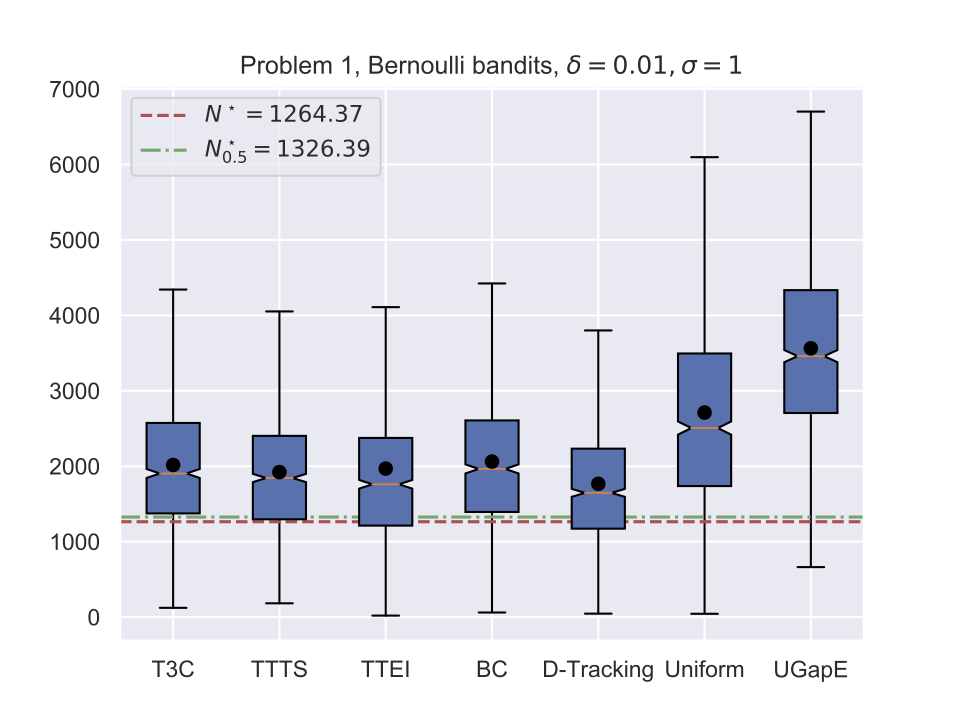 Problem 1, Bernoulli bandits, δ = 0.01, σ = 1
7000
N⋆ = 1264.37
N⋆0.5 = 1326.39
6000
5000
4000
3000
2000
1000
0
T3C TTTS TTEI BC D-Tracking Uniform UGapE